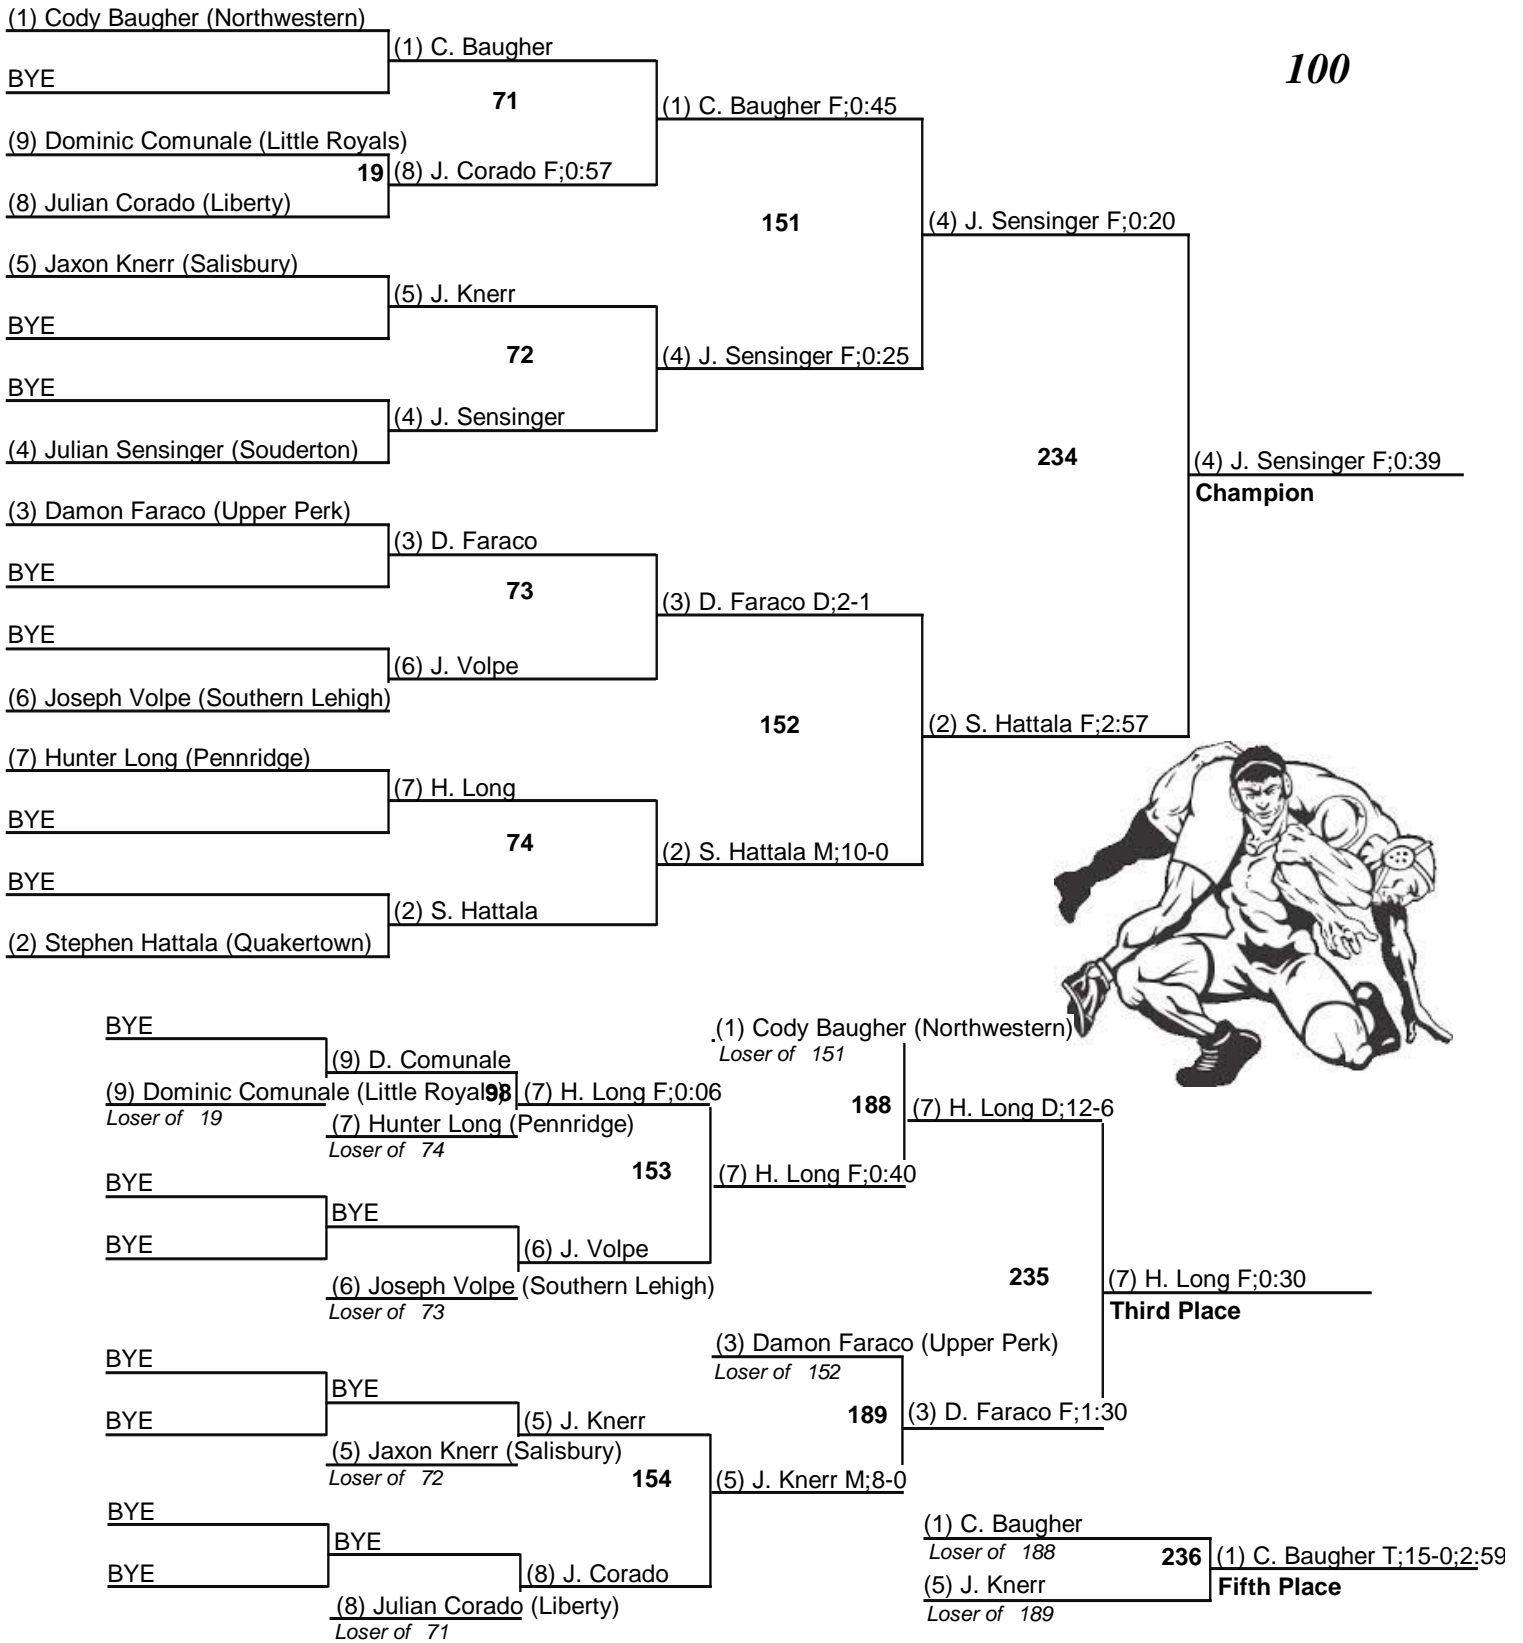 (1) Cody Baugher (Northwestern)
(1) C. Baugher
100
BYE
71
(1) C. Baugher F;0:45
(9) Dominic Comunale (Little Royals)
19
(8) J. Corado F;0:57
(8) Julian Corado (Liberty)
151
(4) J. Sensinger F;0:20
(5) Jaxon Knerr (Salisbury)
(5) J. Knerr
BYE
72
(4) J. Sensinger F;0:25
BYE
(4) J. Sensinger
(4) Julian Sensinger (Souderton)
234
(4) J. Sensinger F;0:39
Champion
(3) Damon Faraco (Upper Perk)
(3) D. Faraco
BYE
73
(3) D. Faraco D;2-1
BYE
(6) J. Volpe
(6) Joseph Volpe (Southern Lehigh)
152
(2) S. Hattala F;2:57
(7) Hunter Long (Pennridge)
(7) H. Long
BYE
74
(2) S. Hattala M;10-0
BYE
(2) S. Hattala
(2) Stephen Hattala (Quakertown)
BYE
(9) D. Comunale
(9) Dominic Comunale (Little Royals)
Loser of 19
98
(7) H. Long F;0:06
(7) Hunter Long (Pennridge)
Loser of 74
(1) Cody Baugher (Northwestern)
Loser of 151
188
(7) H. Long D;12-6
153
(7) H. Long F;0:40
BYE
BYE
BYE
(6) J. Volpe
(6) Joseph Volpe (Southern Lehigh)
Loser of 73
235
(7) H. Long F;0:30
Third Place
(3) Damon Faraco (Upper Perk)
Loser of 152
BYE
BYE
BYE
(5) J. Knerr
(5) Jaxon Knerr (Salisbury)
Loser of 72
189
(3) D. Faraco F;1:30
154
(5) J. Knerr M;8-0
BYE
BYE
BYE
(8) J. Corado
(8) Julian Corado (Liberty)
Loser of 71
(1) C. Baugher
Loser of 188
236
(1) C. Baugher T;15-0;2:59
(5) J. Knerr
Fifth Place
Loser of 189